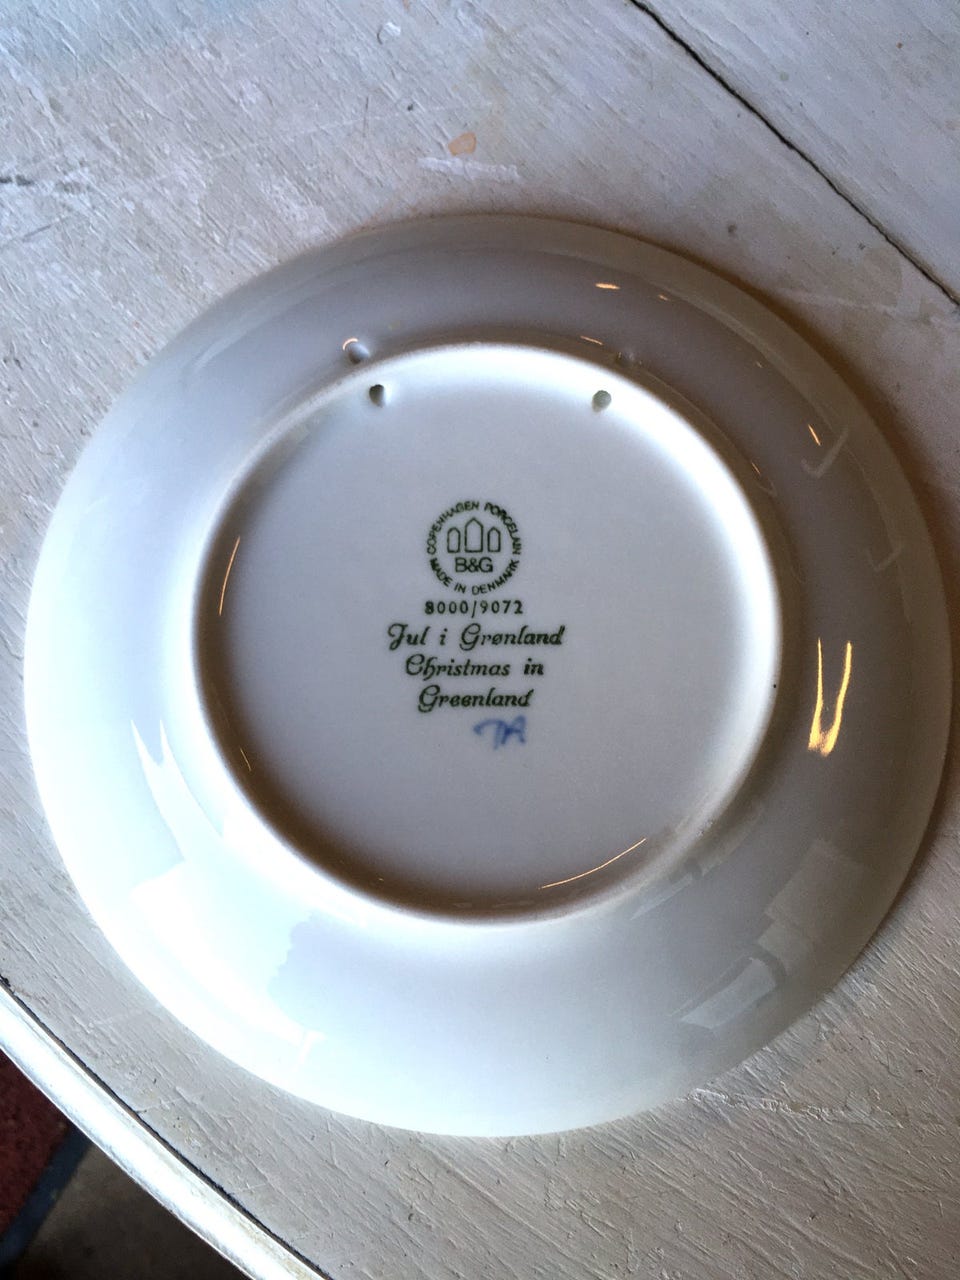 COPENHAGEN PORCELAIN
B&G
MADE IN DENMARK
8000/9072
Jul i Grønland
Christmas in
Greenland